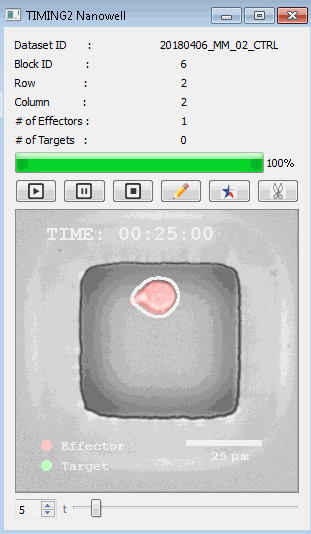 TIMING2 Nanowell
Dataset ID : 20180406_MM_02_CTRL
Block ID : 6
Row : 2
Column : 2
# of Effectors : 1
# of Targets : 0
100%
TIME: 00:25:00
Effector
Target
25 µm
5 t